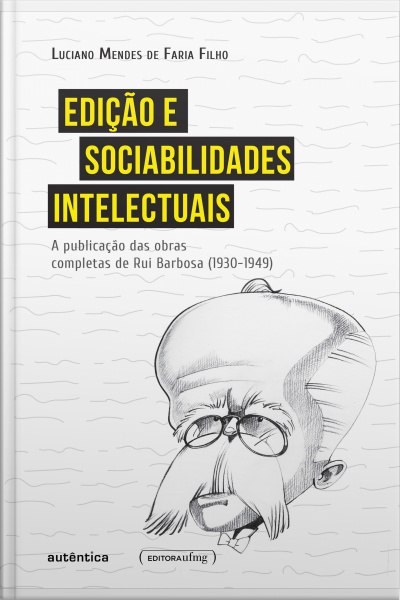 Luciano Mendes de Faria Filho
EDIÇÃO E
SOCIABILIDADES
INTELECTUAIS
A publicação das obras
completas de Rui Barbosa (1930-1949)
autêntica
(EDITORAufmg)